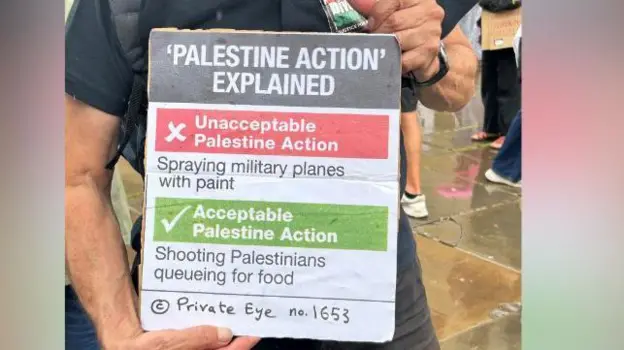 'PALESTINE ACTION'
EXPLAINED
Unacceptable
Palestine Action
Spraying military planes
with paint
Acceptable
Palestine Action
Shooting Palestinians
queueing for food
© Private Eye no. 1653